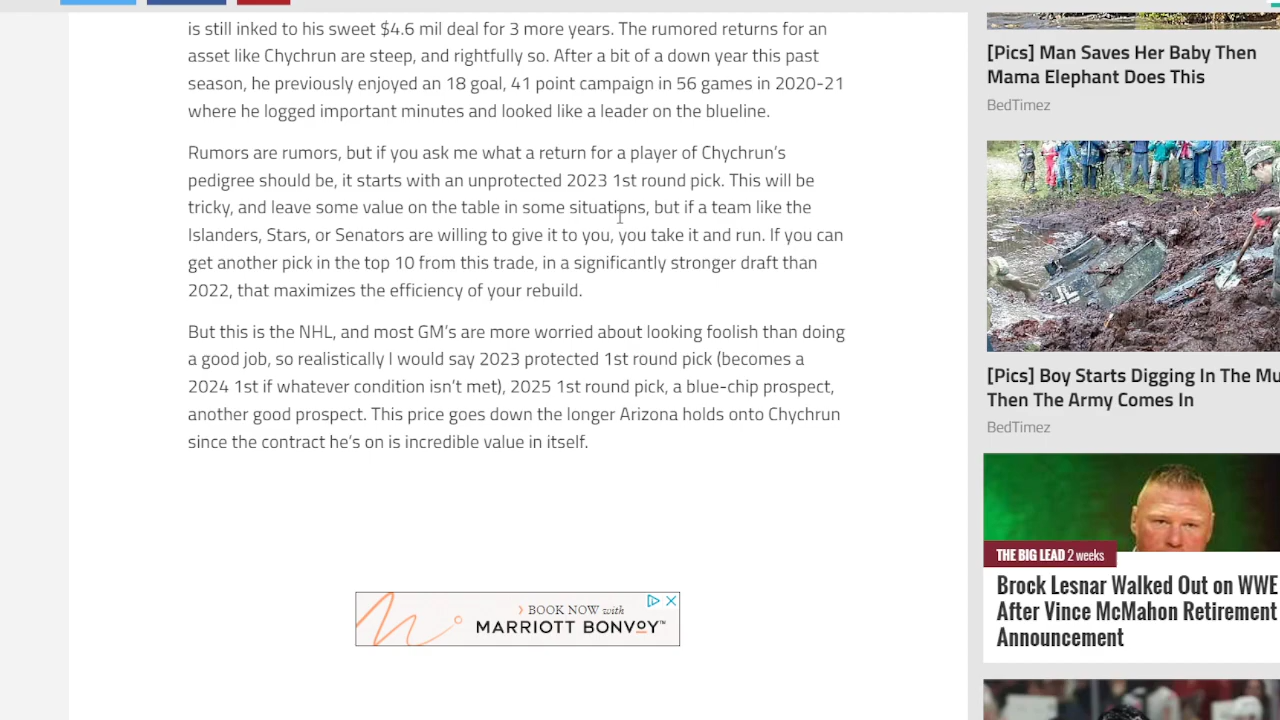 is still inked to his sweet $4.6 mil deal for 3 more years. The rumored returns for an
asset like Chychrun are steep, and rightfully so. After a bit of a down year this past
season, he previously enjoyed an 18 goal, 41 point campaign in 56 games in 2020-21
where he logged important minutes and looked like a leader on the blueline.
Rumors are rumors, but if you ask me what a return for a player of Chychrun's
pedigree should be, it starts with an unprotected 2023 1st round pick. This will be
tricky, and leave some value on the table in some situations, but if a team like the
Islanders, Stars, or Senators are willing to give it to you, you take it and run. If you can
get another pick in the top 10 from this trade, in a significantly stronger draft than
2022, that maximizes the efficiency of your rebuild.
But this is the NHL, and most GM's are more worried about looking foolish than doing
a good job, so realistically I would say 2023 protected 1st round pick (becomes a
2024 1st if whatever condition isn't met), 2025 1st round pick, a blue-chip prospect,
another good prospect. This price goes down the longer Arizona holds onto Chychrun
since the contract he's on is incredible value in itself.
BOOK NOW with
MARRIOTT BONVOY™
[Pics] Man Saves Her Baby Then
Mama Elephant Does This
BedTimez
[Pics] Boy Starts Digging In The Mu
Then The Army Comes In
BedTimez
THE BIG LEAD 2 weeks
Brock Lesnar Walked Out on WWE
After Vince McMahon Retirement
Announcement